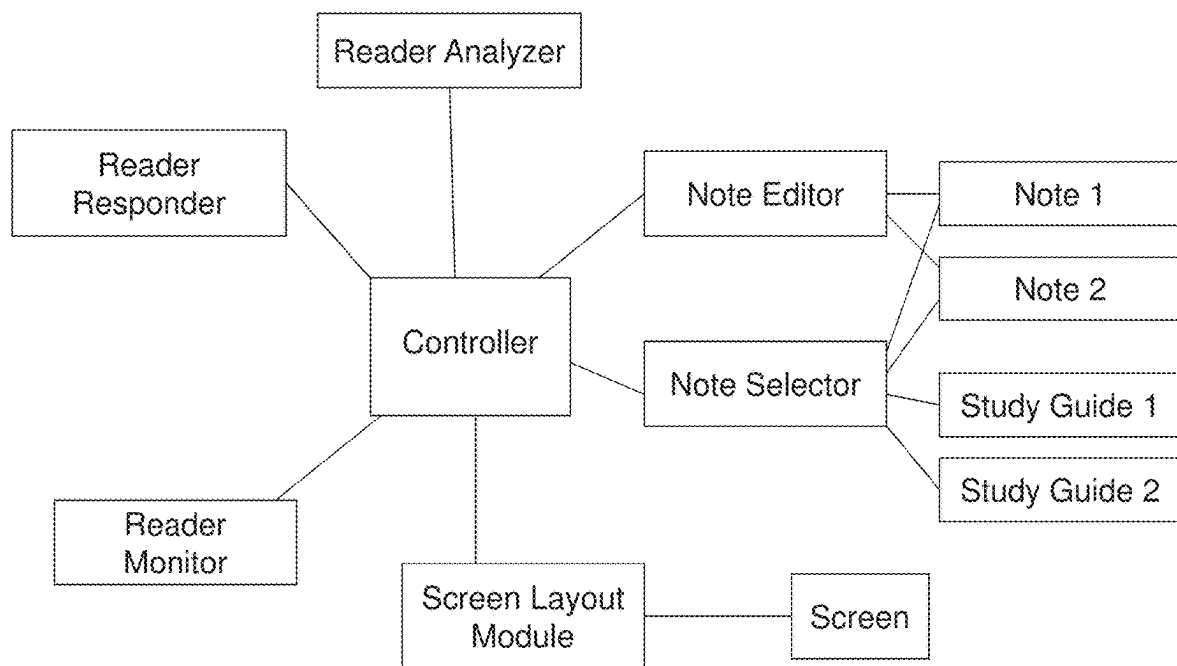 Reader Analyzer
Reader
Responder
Note Editor
Note 1
Note 2
Controller
Note Selector
Study Guide 1
Study Guide 2
Reader
Monitor
Screen Layout
Module
Screen